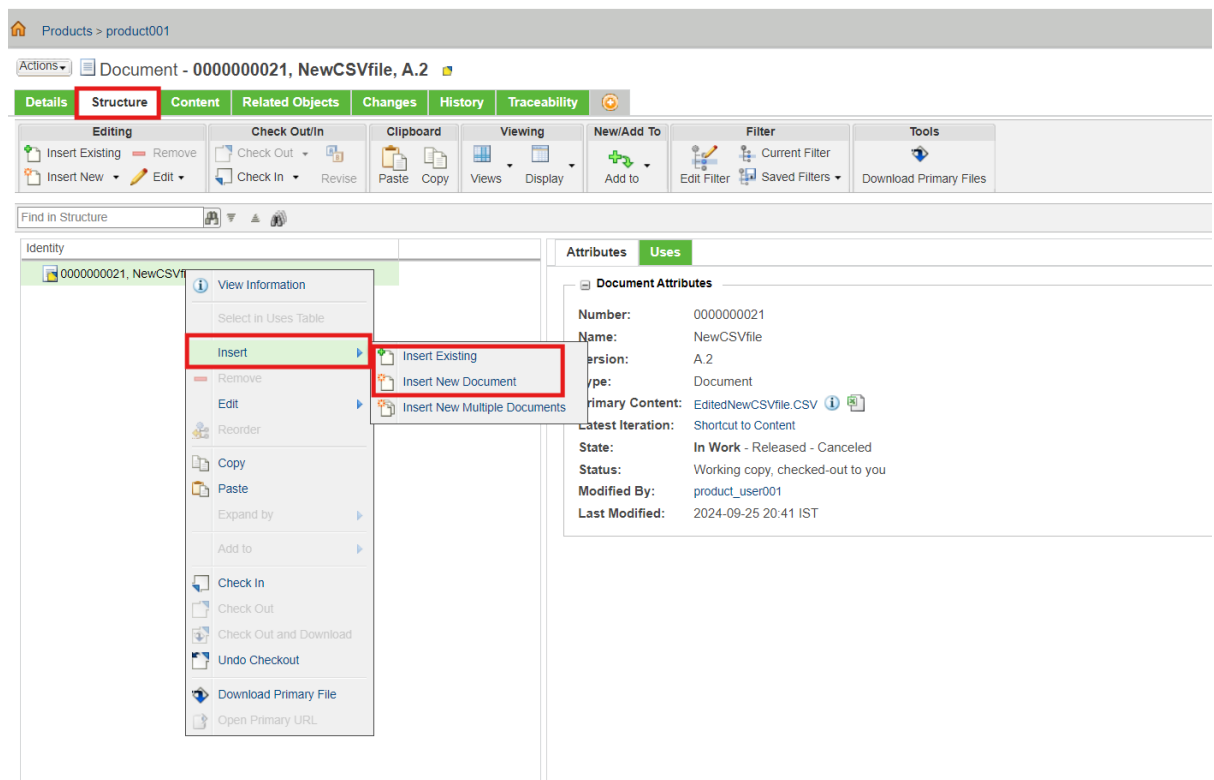 Products > product001
Actions Document - 0000000021, NewCSVfile, A.2
Details Structure Content Related Objects Changes History Traceability
Editing Check Out/In Clipboard Viewing New/Add To Filter Tools
Insert Existing Remove Check Out Current Filter
Insert New Edit Check In Revise Paste Copy Views Display Add to Edit Filter Saved Filters Download Primary Files
Find in Structure
Identity
0000000021, NewCSVfi
View Information
Select in Uses Table
Insert
Remove
Edit
Reorder
Copy
Paste
Expand by
Add to
Check In
Check Out
Check Out and Download
Undo Checkout
Download Primary File
Open Primary URL
Insert Existing
Insert New Document
Insert New Multiple Documents
Attributes Uses
Document Attributes
Number: 0000000021
Name: NewCSVfile
ersion: A.2
ype: Document
rimary Content: EditedNewCSVfile.CSV
Latest Iteration: Shortcut to Content
State: In Work - Released - Canceled
Status: Working copy, checked-out to you
Modified By: product_user001
Last Modified: 2024-09-25 20:41 IST